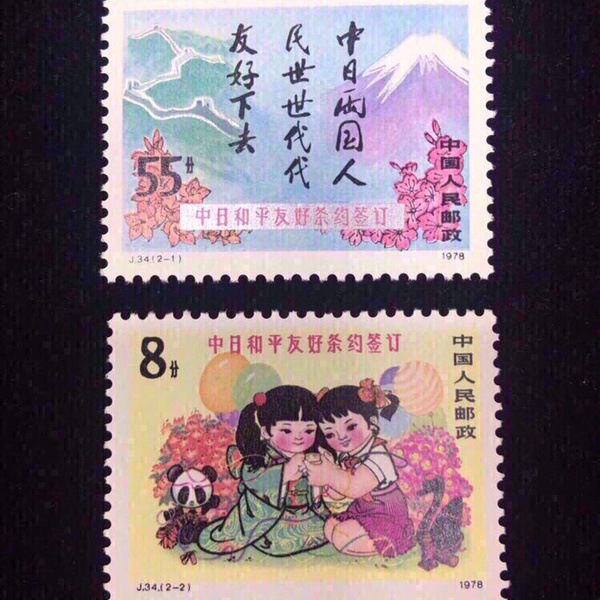 中日两国人
民世世代代
友好下去
55分
中国人民邮政
中日和平友好条约签订
J.34.(2-1)
1978
8分
中日和平友好条约签订
中国人民邮政
J.34.(2-2)
1978